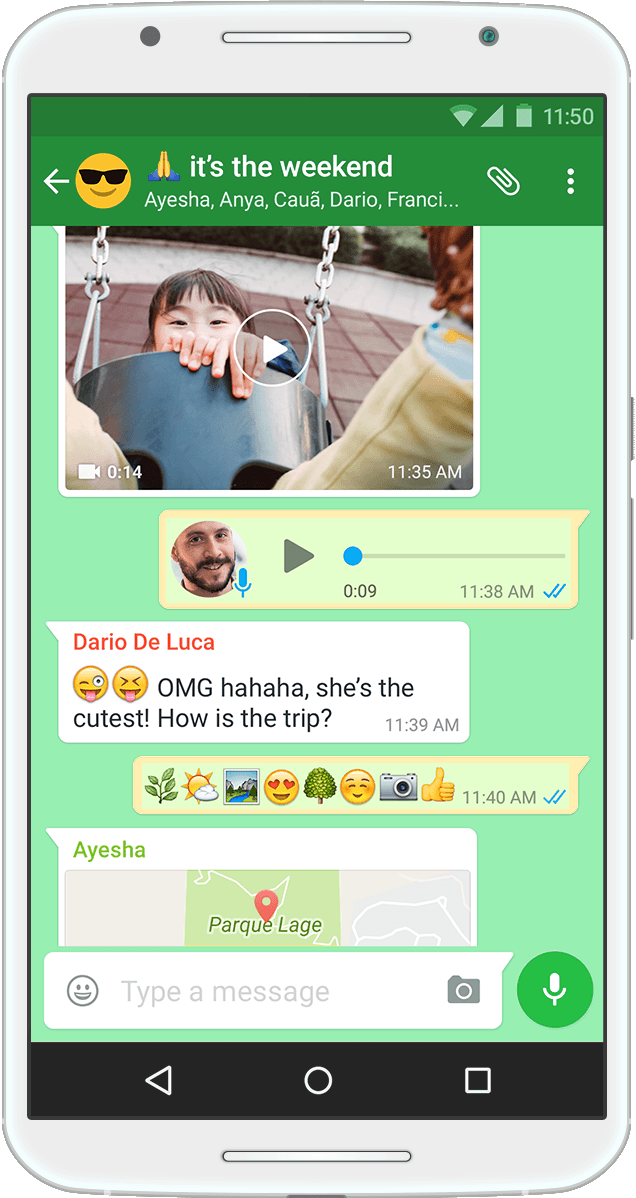 11:50
🙏 it’s the weekend
Ayesha, Anya, Cauã, Dario, Franci...
0:14
11:35 AM
0:09
11:38 AM
Dario De Luca
😜😝 OMG hahaha, she’s the
cutest! How is the trip?
11:39 AM
🌿🌤🏞😍🌳☺️📷👍 11:40 AM
Ayesha
Parque Lage
Type a message